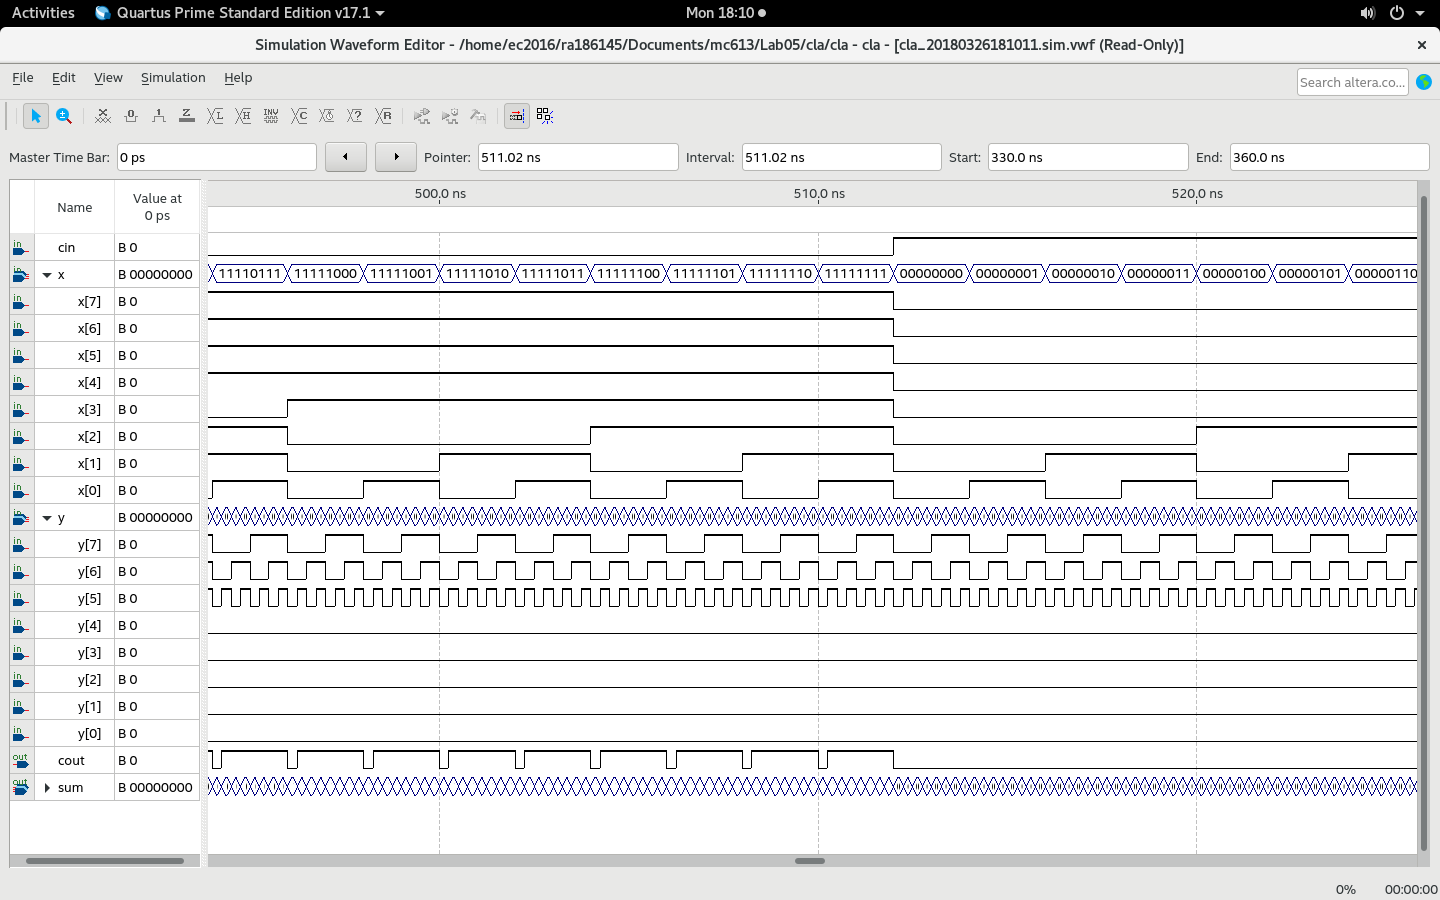 Activities Quartus Prime Standard Edition v17.1 Mon 18:10
Simulation Waveform Editor - /home/ec2016/ra186145/Documents/mc613/Lab05/cla/cla - cla - [cla_20180326181011.sim.vwf (Read-Only)]
File Edit View Simulation Help Search altera.co...
Master Time Bar: 0 ps Pointer: 511.02 ns Interval: 511.02 ns Start: 330.0 ns End: 360.0 ns
Name Value at 0 ps 500.0 ns 510.0 ns 520.0 ns
in cin B 0
in x B 00000000 11110111 11111000 11111001 11111010 11111011 11111100 11111101 11111110 11111111 00000000 00000001 00000010 00000011 00000100 00000101 00000110
in x[7] B 0
in x[6] B 0
in x[5] B 0
in x[4] B 0
in x[3] B 0
in x[2] B 0
in x[1] B 0
in x[0] B 0
in y B 00000000
in y[7] B 0
in y[6] B 0
in y[5] B 0
in y[4] B 0
in y[3] B 0
in y[2] B 0
in y[1] B 0
in y[0] B 0
out cout B 0
out sum B 00000000
0% 00:00:00